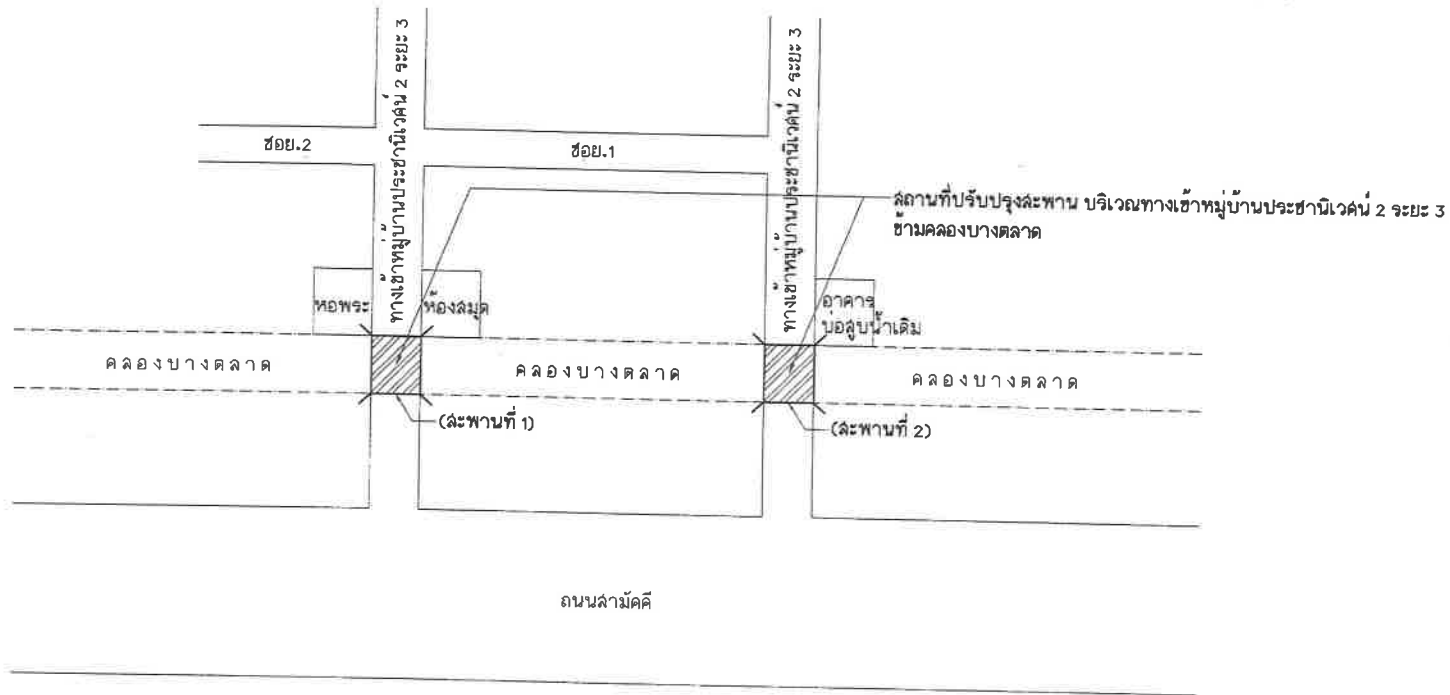 ทางเข้าหมู่บ้านประชานิเวศน์ 2 ระยะ 3
ทางเข้าหมู่บ้านประชานิเวศน์ 2 ระยะ 3
ซอย.2
ซอย.1
สถานที่ปรับปรุงสะพาน บริเวณทางเข้าหมู่บ้านประชานิเวศน์ 2 ระยะ 3
ข้ามคลองบางตลาด
หอพระ
ห้องสมุด
อาคาร
บ่อสูบน้ำเดิม
คลองบางตลาด
คลองบางตลาด
คลองบางตลาด
(สะพานที่ 1)
(สะพานที่ 2)
ถนนสามัคคี